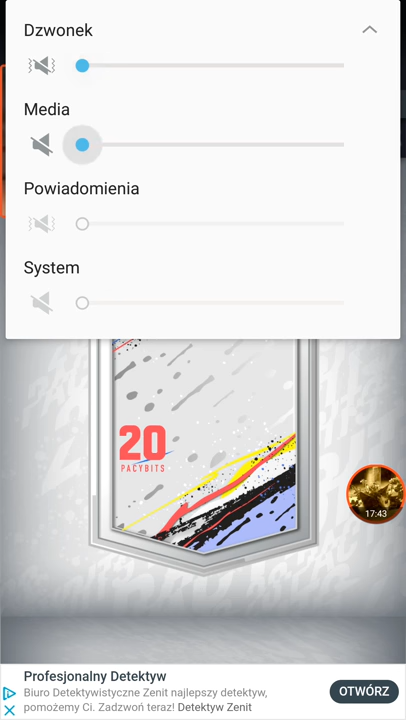 Dzwonek
Media
Powiadomienia
System
20
PACYBITS
17:43
Profesjonalny Detektyw
Biuro Detektywistyczne Zenit najlepszy detektyw,
pomożemy Ci. Zadzwoń teraz! Detektyw Zenit
OTWÓRZ